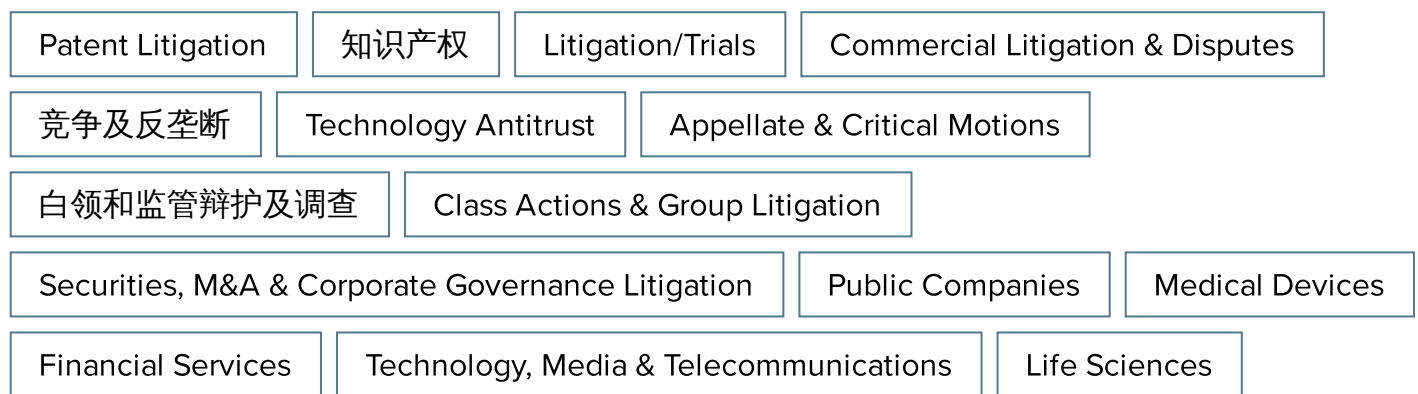 Patent Litigation 知识产权 Litigation/Trials Commercial Litigation & Disputes
竞争及反垄断 Technology Antitrust Appellate & Critical Motions
白领和监管辩护及调查 Class Actions & Group Litigation
Securities, M&A & Corporate Governance Litigation Public Companies Medical Devices
Financial Services Technology, Media & Telecommunications Life Sciences